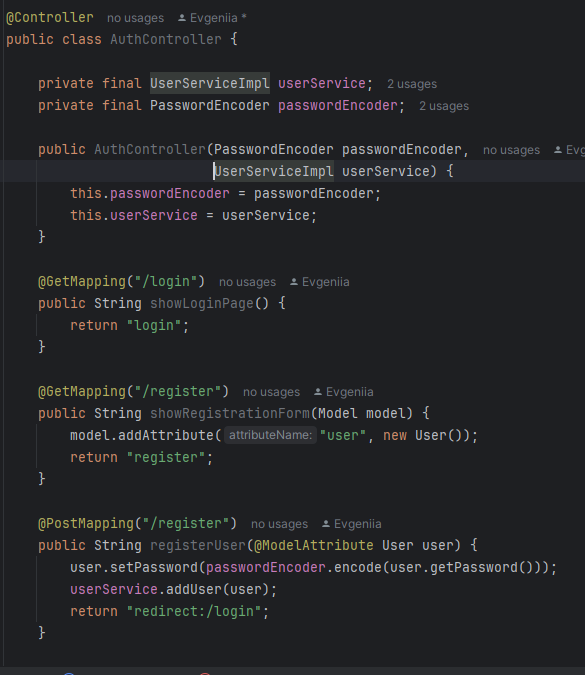 @Controller no usages Evgeniia *
public class AuthController {
private final UserServiceImpl userService; 2 usages
private final PasswordEncoder passwordEncoder; 2 usages
public AuthController(PasswordEncoder passwordEncoder, no usages Evg
UserServiceImpl userService) {
this.passwordEncoder = passwordEncoder;
this.userService = userService;
}
@GetMapping("/login") no usages Evgeniia
public String showLoginPage() {
return "login";
}
@GetMapping("/register") no usages Evgeniia
public String showRegistrationForm(Model model) {
model.addAttribute( attributeName: "user", new User());
return "register";
}
@PostMapping("/register") no usages Evgeniia
public String registerUser(@ModelAttribute User user) {
user.setPassword(passwordEncoder.encode(user.getPassword()));
userService.addUser(user);
return "redirect:/login";
}